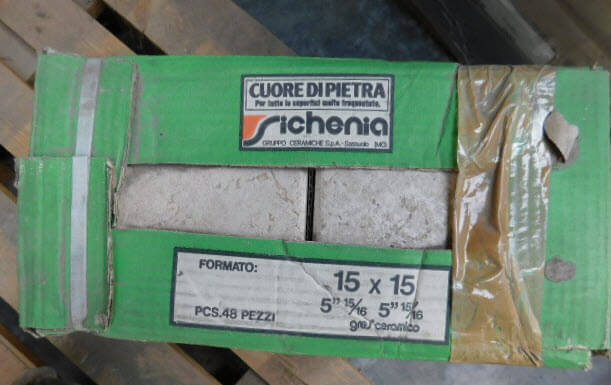 CUORE DI PIETRA
Per tutte le superfici molto frequentate.
Sichenia
GRUPPO CERAMICHE S.p.A.-Sassuolo (MO)
FORMATO: 15 x 15
5" 15/16 5" 15/16
PCS.48 PEZZI
gres ceramico